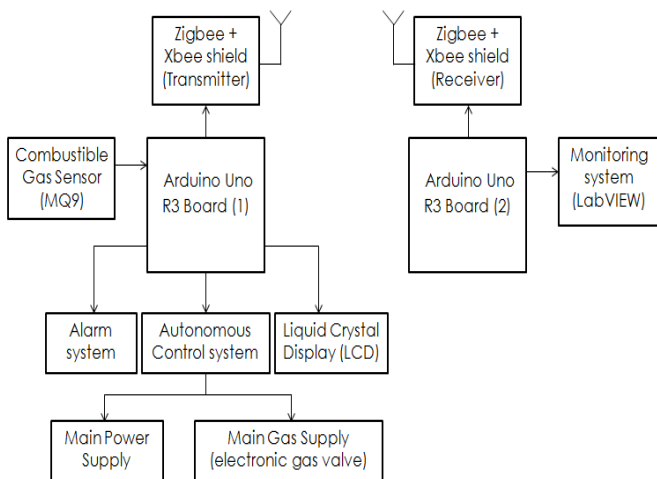 Zigbee +
Xbee shield
(Transmitter)
Zigbee +
Xbee shield
(Receiver)
Combustible
Gas Sensor
(MQ9)
Arduino Uno
R3 Board (1)
Arduino Uno
R3 Board (2)
Monitoring
system
(LabVIEW)
Alarm
system
Autonomous
Control system
Liquid Crystal
Display (LCD)
Main Power
Supply
Main Gas Supply
(electronic gas valve)